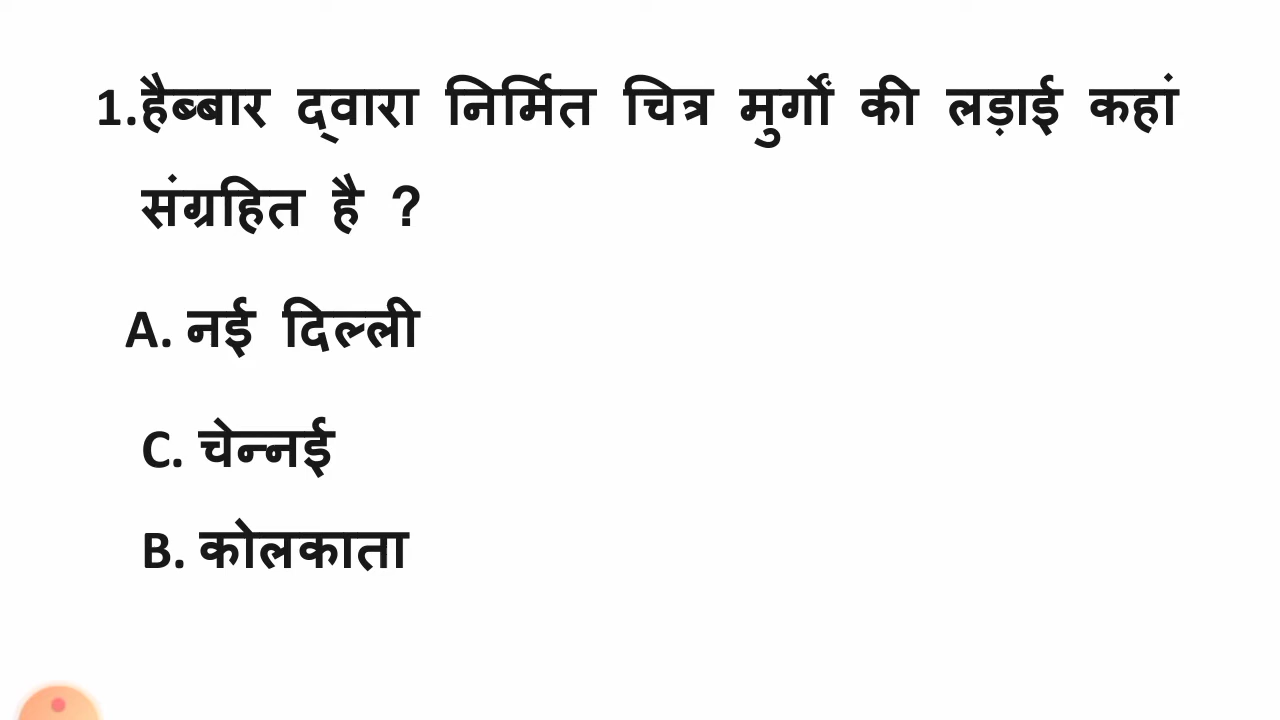 1.हैब्बार द्वारा निर्मित चित्र मुर्गों की लड़ाई कहां
संग्रहित है ?
A. नई दिल्ली
C. चेन्नई
B. कोलकाता